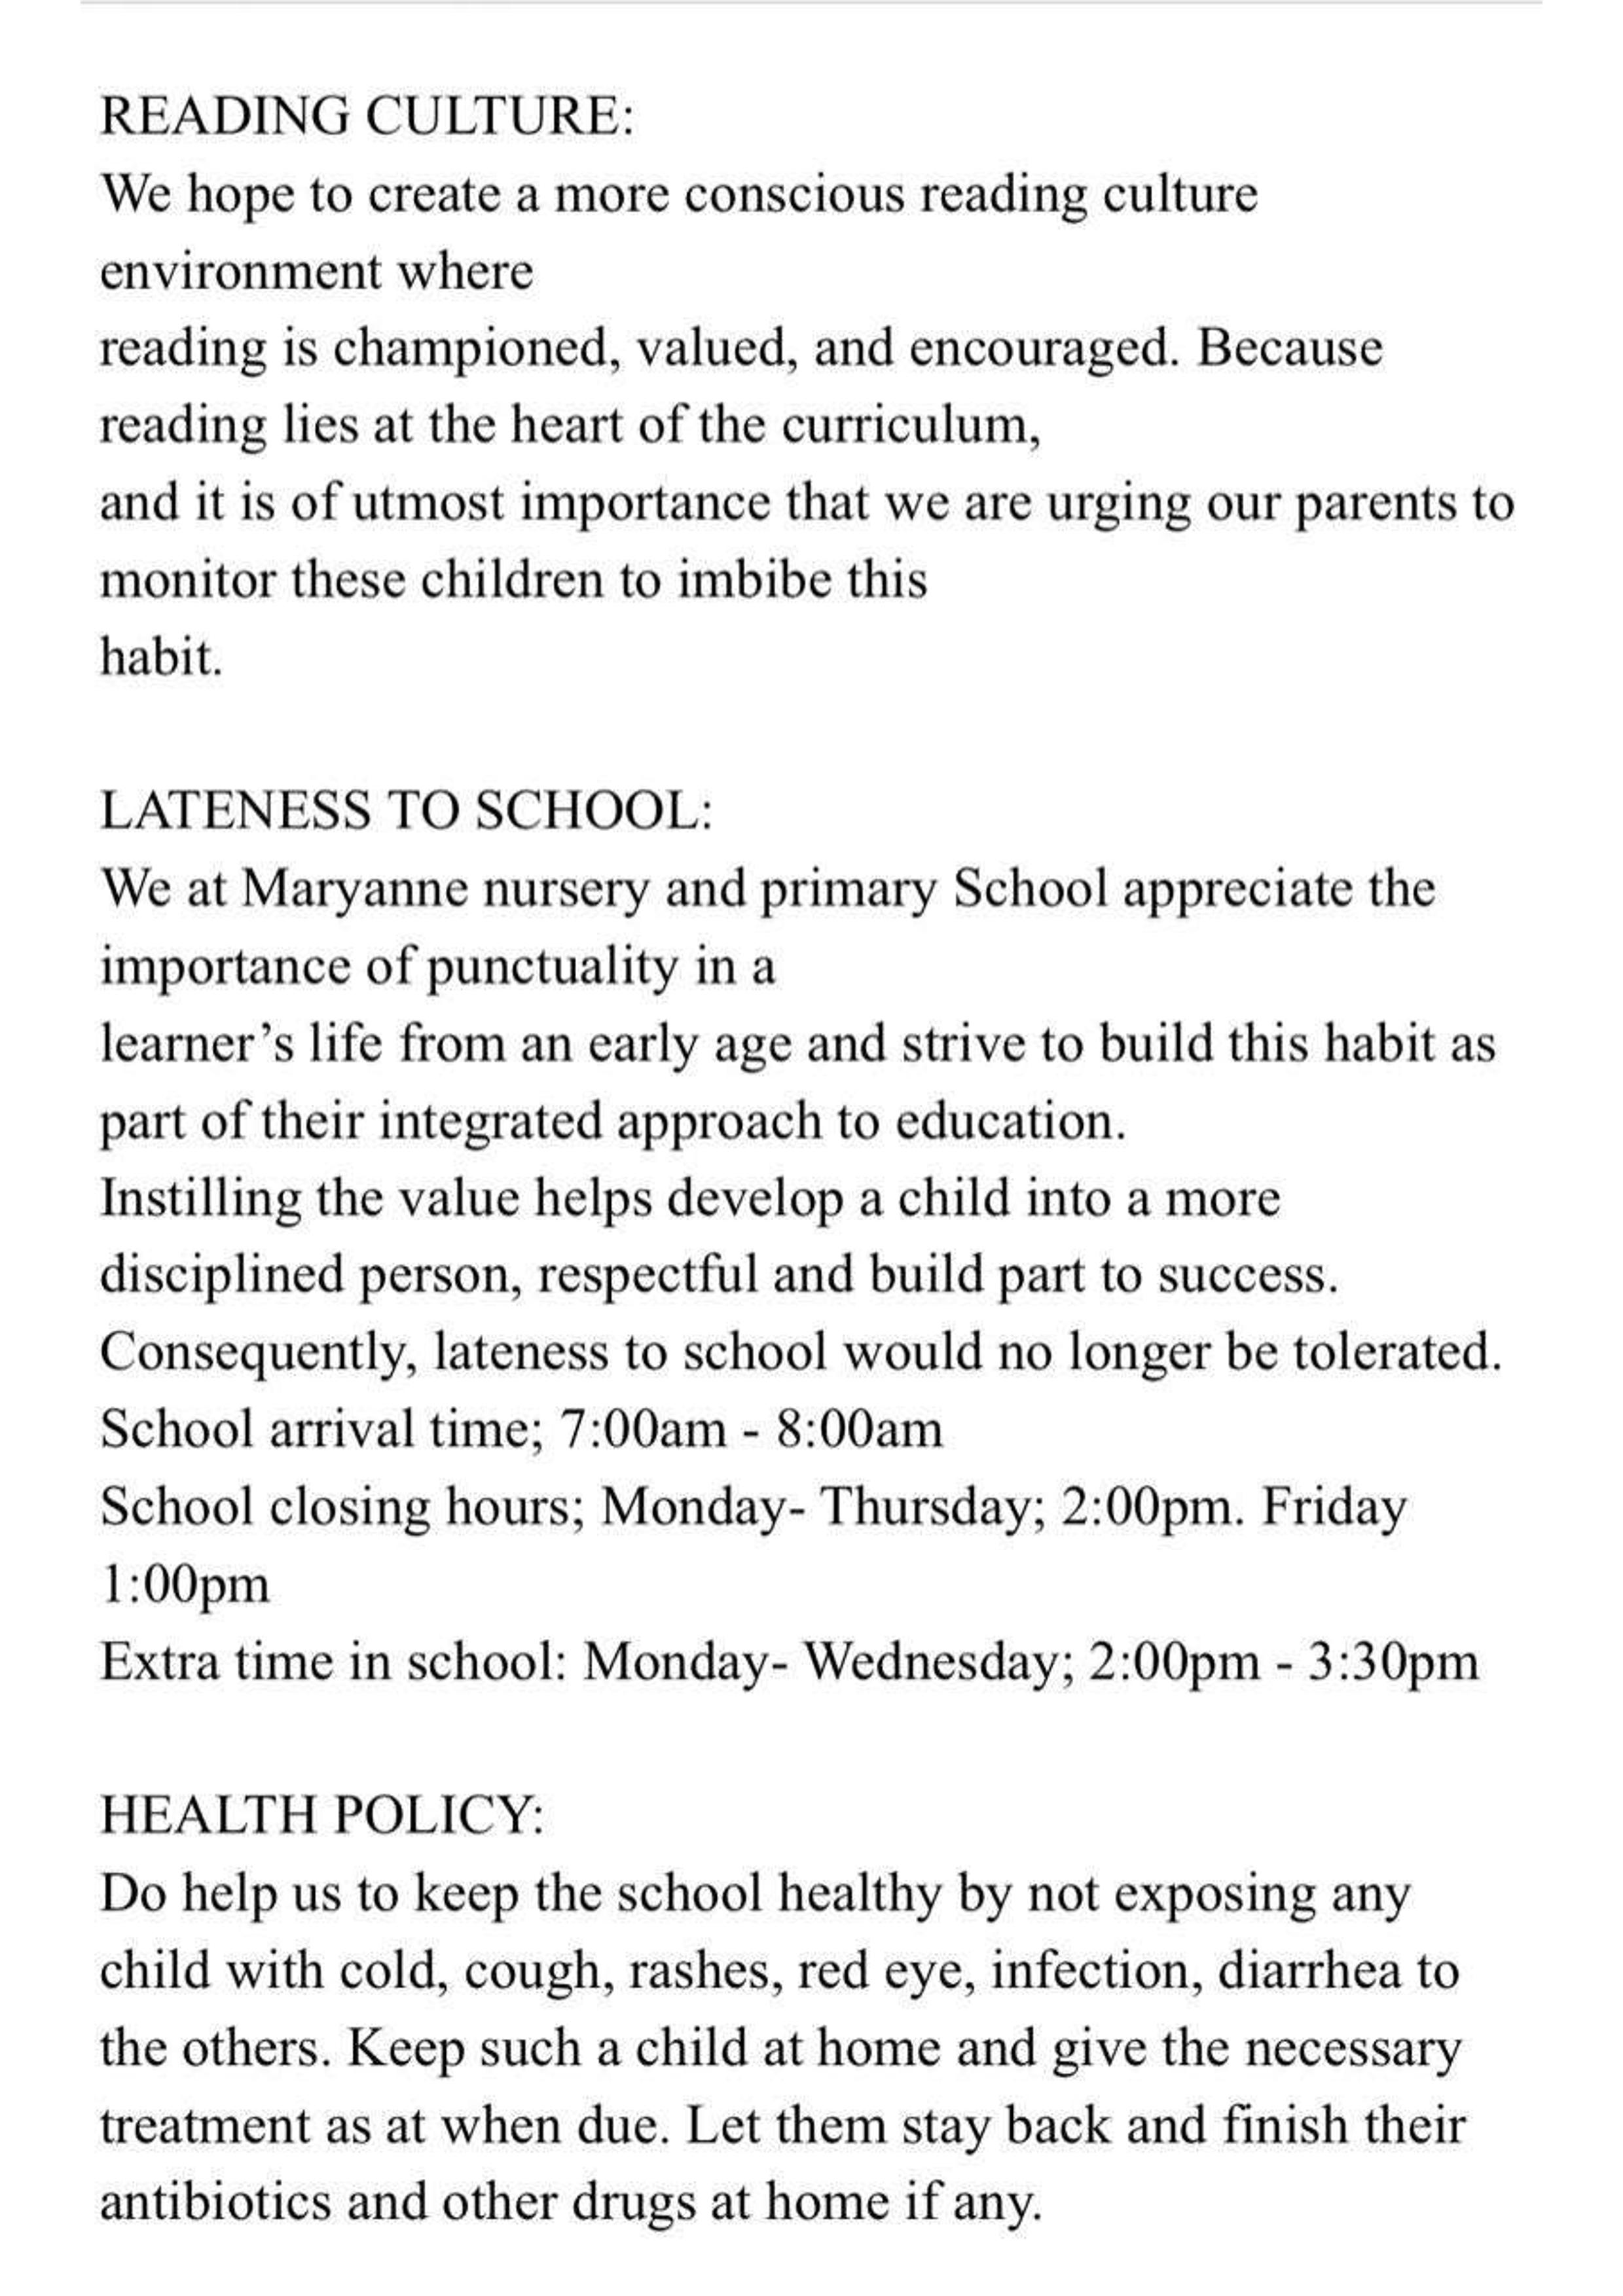 READING CULTURE:
We hope to create a more conscious reading culture
environment where
reading is championed, valued, and encouraged. Because
reading lies at the heart of the curriculum,
and it is of utmost importance that we are urging our parents to
monitor these children to imbibe this
habit.
LATENESS TO SCHOOL:
We at Maryanne nursery and primary School appreciate the
importance of punctuality in a
learner’s life from an early age and strive to build this habit as
part of their integrated approach to education.
Instilling the value helps develop a child into a more
disciplined person, respectful and build part to success.
Consequently, lateness to school would no longer be tolerated.
School arrival time; 7:00am - 8:00am
School closing hours; Monday- Thursday; 2:00pm. Friday
1:00pm
Extra time in school: Monday- Wednesday; 2:00pm - 3:30pm
HEALTH POLICY:
Do help us to keep the school healthy by not exposing any
child with cold, cough, rashes, red eye, infection, diarrhea to
the others. Keep such a child at home and give the necessary
treatment as at when due. Let them stay back and finish their
antibiotics and other drugs at home if any.